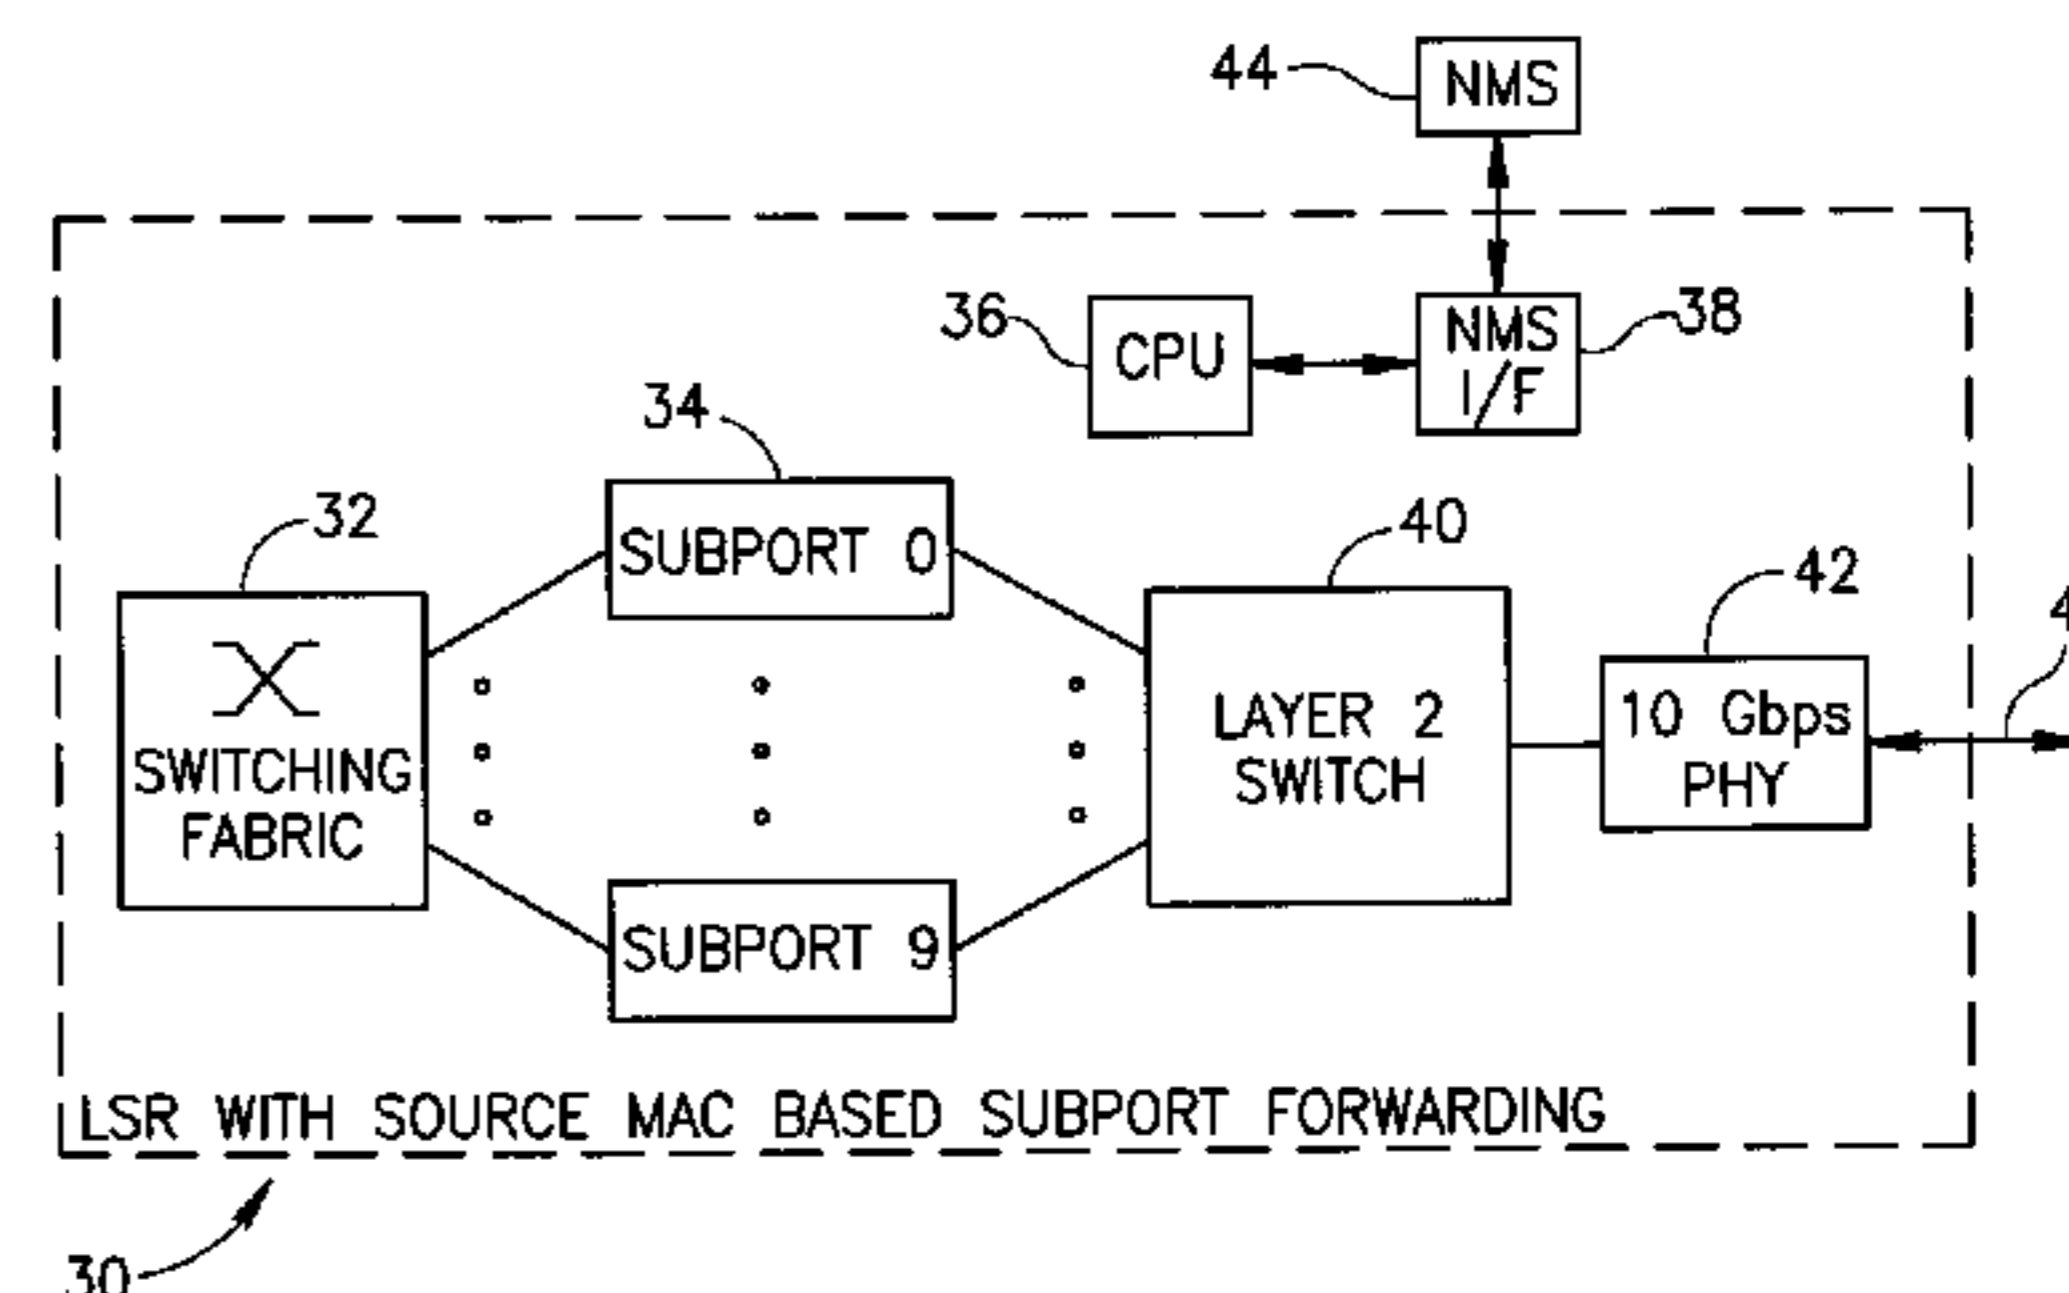 44
NMS
36
CPU
NMS
I/F
38
34
SUBPORT 0
32
SWITCHING
FABRIC
40
LAYER 2
SWITCH
42
10 Gbps
PHY
SUBPORT 9
LSR WITH SOURCE MAC BASED SUBPORT FORWARDING
30